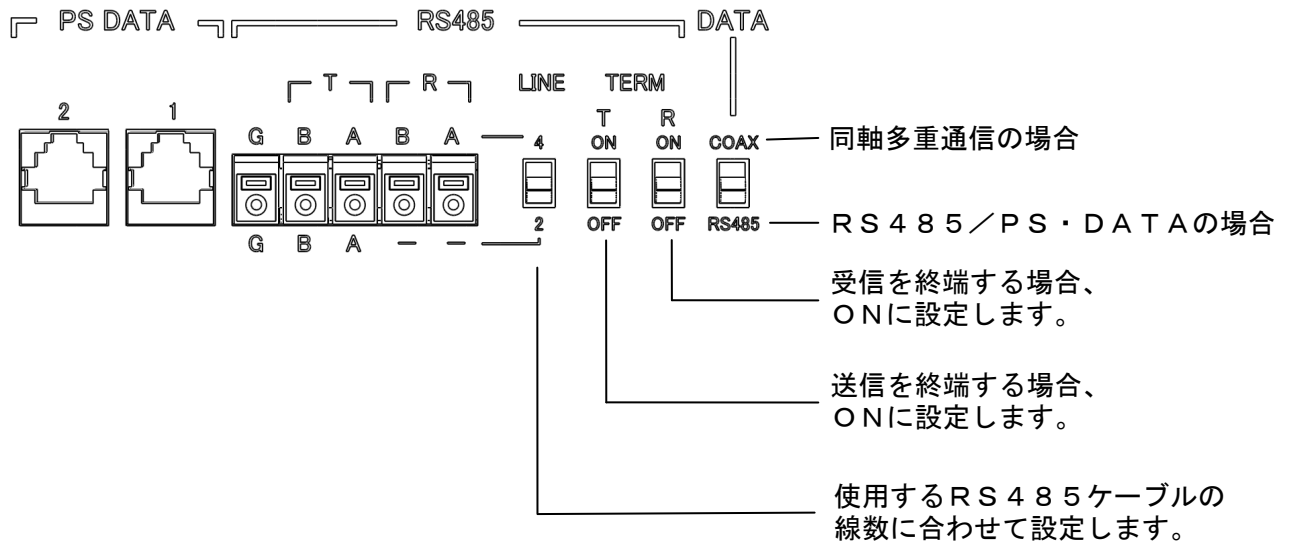 PS DATA RS485 DATA
T R LINE TERM
2 1 T R
G B A B A 4 ON ON COAX 同軸多重通信の場合
G B A － － 2 OFF OFF RS485 ＲＳ４８５／ＰＳ・ＤＡＴＡの場合
受信を終端する場合、
ＯＮに設定します。
送信を終端する場合、
ＯＮに設定します。
使用するＲＳ４８５ケーブルの
線数に合わせて設定します。